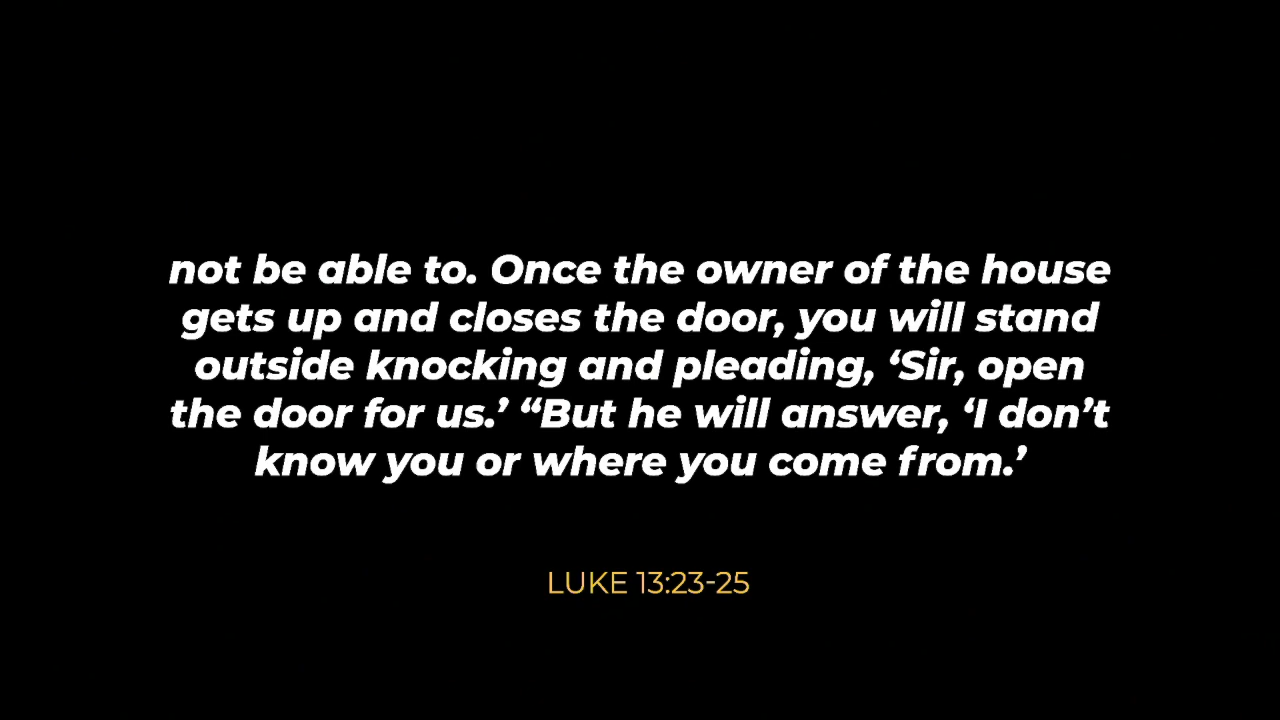 not be able to. Once the owner of the house
gets up and closes the door, you will stand
outside knocking and pleading, ‘Sir, open
the door for us.’ “But he will answer, ‘I don’t
know you or where you come from.’
LUKE 13:23-25